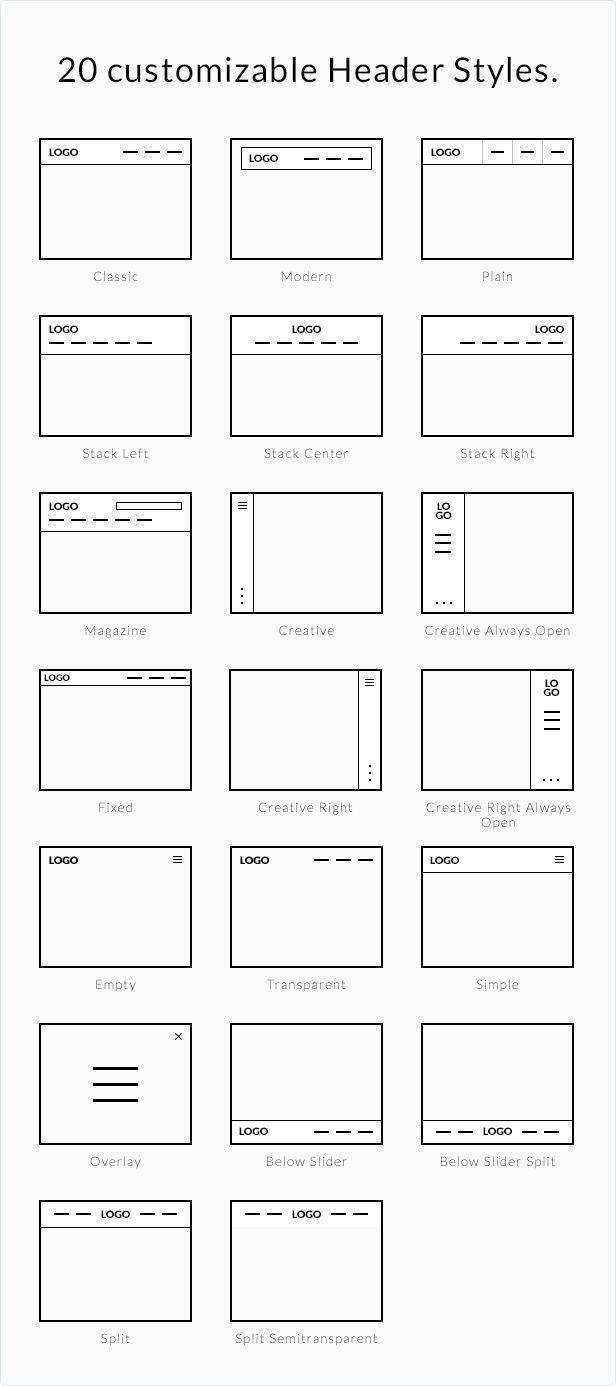 20 customizable Header Styles.
LOGO
LOGO
LOGO
Classic
Modern
Plain
LOGO
LOGO
LOGO
Stack Left
Stack Center
Stack Right
LOGO
LO
GO
Magazine
Creative
Creative Always Open
LOGO
LO
GO
Fixed
Creative Right
Creative Right Always
Open
LOGO
LOGO
LOGO
Empty
Transparent
Simple
LOGO
LOGO
Overlay
Below Slider
Below Slider Split
LOGO
LOGO
Split
Split Semitransparent